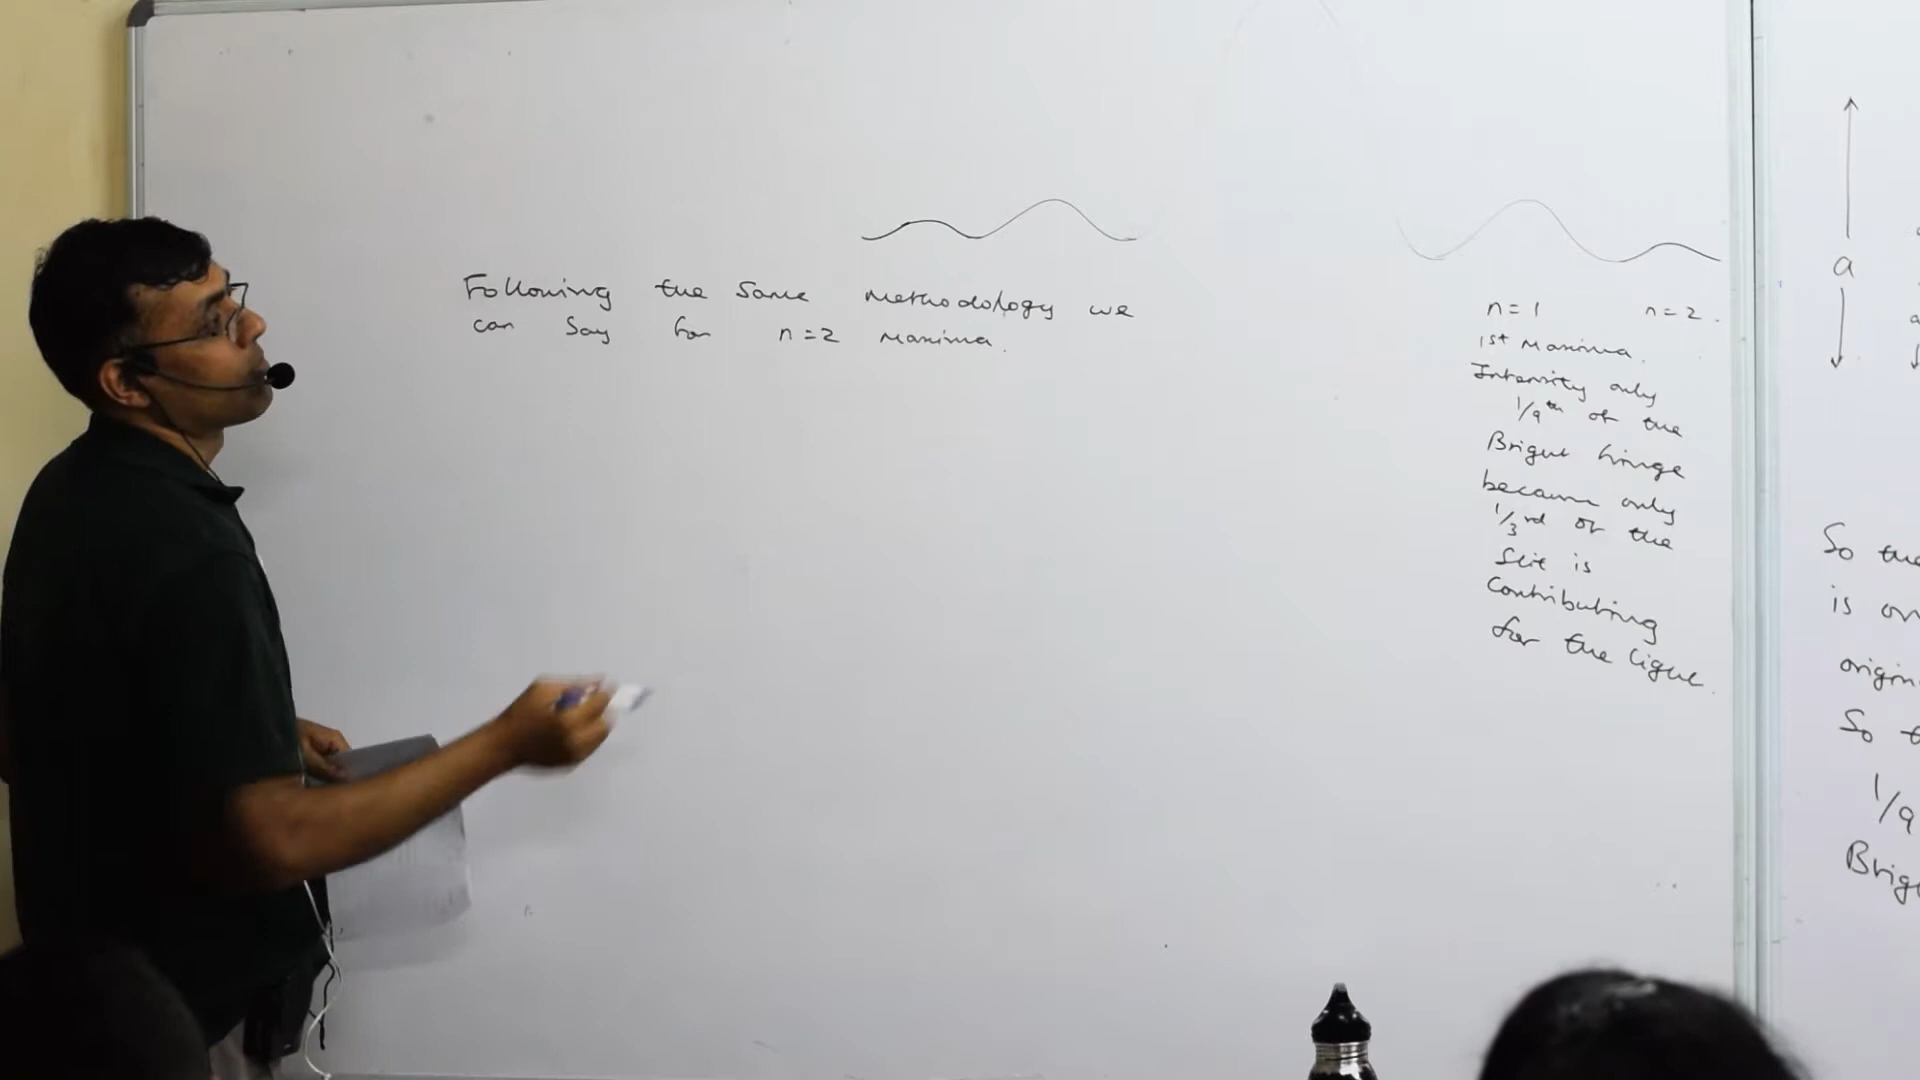 Following the same methodology we
can say for n=2 maxima.
n=1 n=2.
1st maxima.
Intensity only
1/9th of the
Bright fringe
because only
1/3rd of the
slit is
contributing
for the light.
a
So the
is on
origin
So t
1/9
Brig